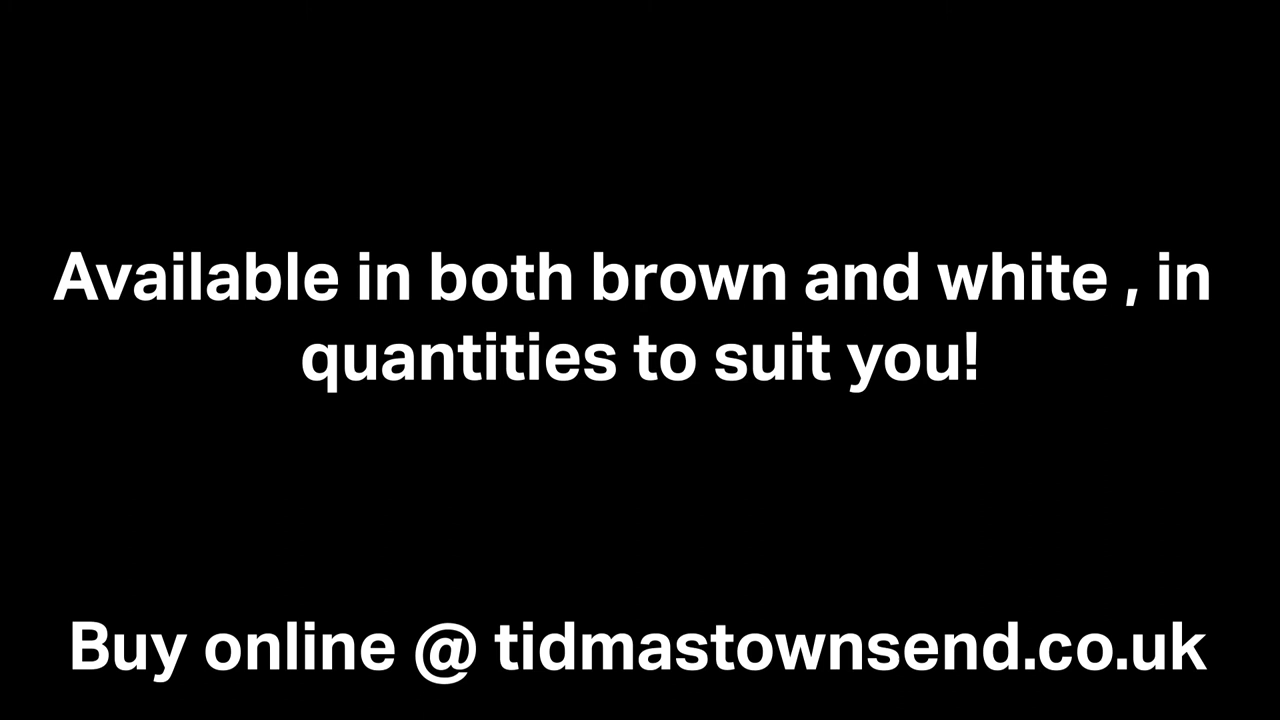 Available in both brown and white , in
quantities to suit you!
Buy online @ tidmastownsend.co.uk